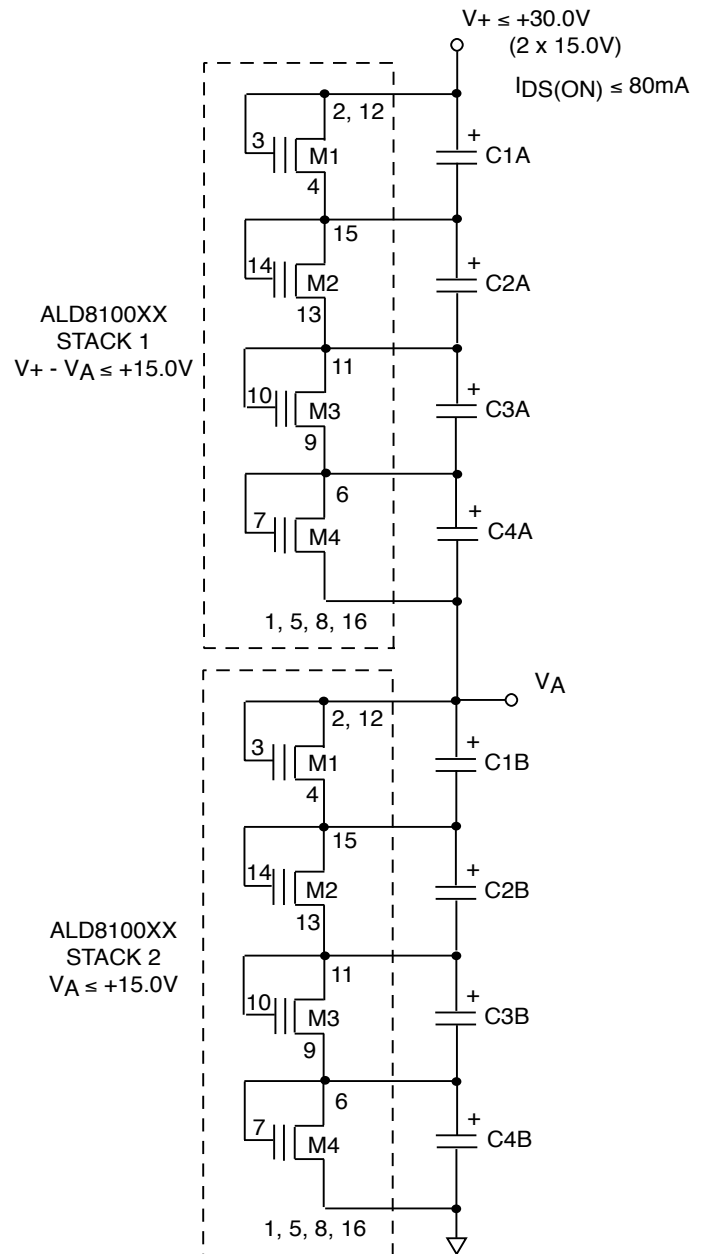 V+ ≤ +30.0V
(2 x 15.0V)
IDS(ON) ≤ 80mA
2, 12
3
M1
4
+
C1A
15
14
M2
13
+
C2A
ALD8100XX
STACK 1
V+ - VA ≤ +15.0V
11
10
M3
9
+
C3A
6
7
M4
+
C4A
1, 5, 8, 16
VA
2, 12
3
M1
4
+
C1B
15
14
M2
13
+
C2B
ALD8100XX
STACK 2
VA ≤ +15.0V
11
10
M3
9
+
C3B
6
7
M4
+
C4B
1, 5, 8, 16